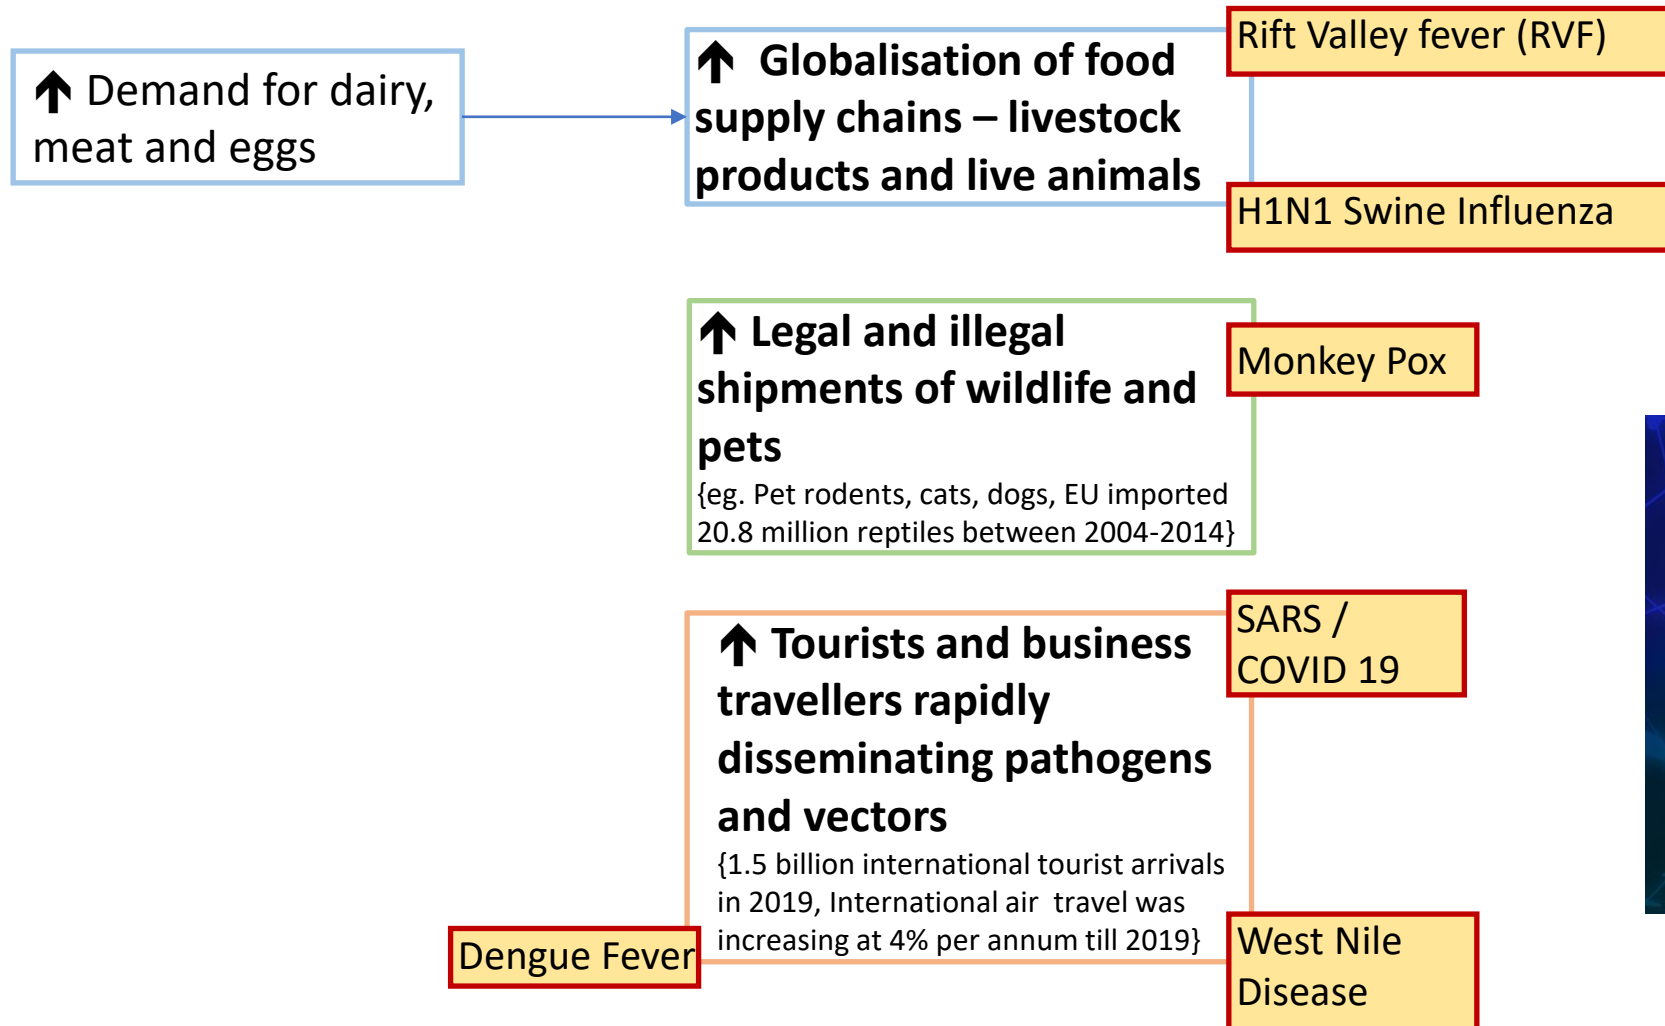 🡹 Demand for dairy,
meat and eggs
🡹 Globalisation of food
supply chains – livestock
products and live animals
Rift Valley fever (RVF)
H1N1 Swine Influenza
🡹 Legal and illegal
shipments of wildlife and
pets
{eg. Pet rodents, cats, dogs, EU imported
20.8 million reptiles between 2004-2014}
Monkey Pox
🡹 Tourists and business
travellers rapidly
disseminating pathogens
and vectors
{1.5 billion international tourist arrivals
in 2019, International air travel was
increasing at 4% per annum till 2019}
SARS /
COVID 19
Dengue Fever
West Nile
Disease